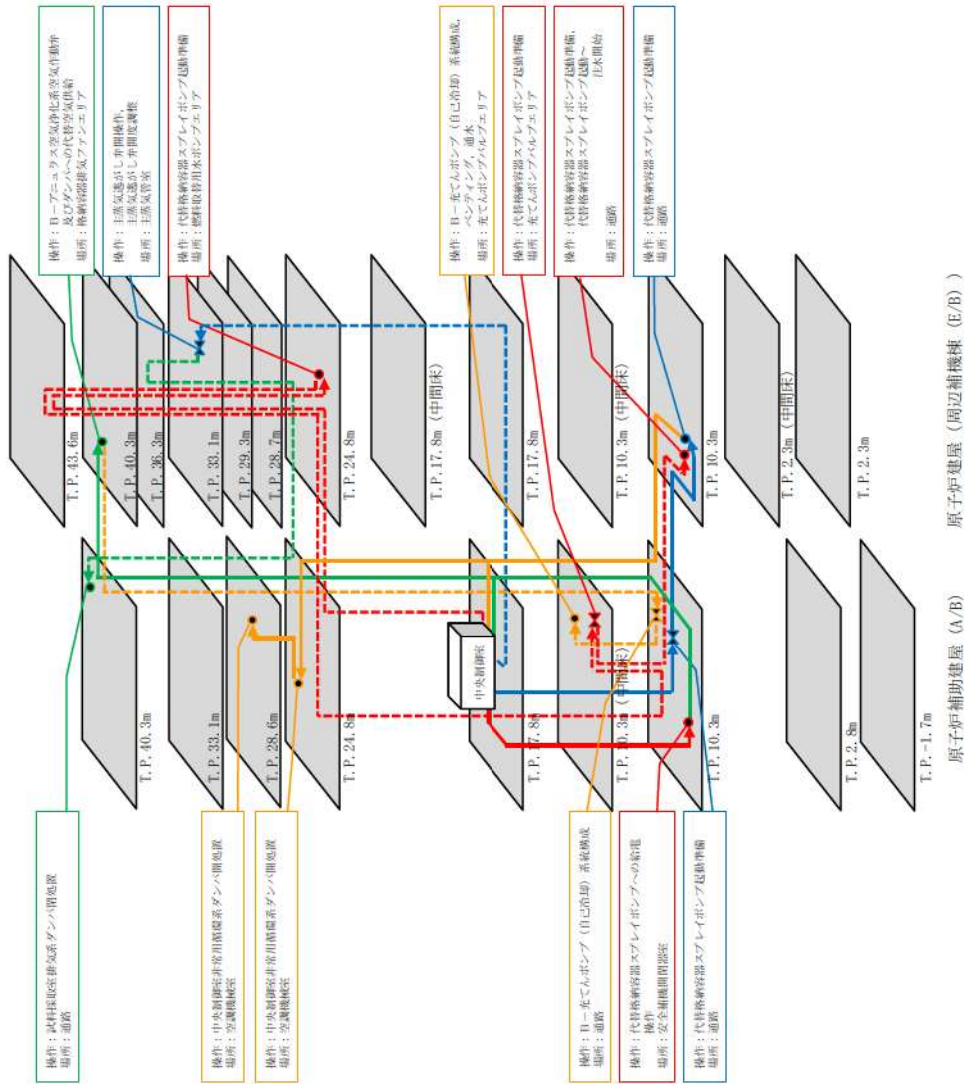 操作：B－アニュラス空気浄化系空気作動弁
及びダンパへの代替空気供給
場所：格納容器排気ファンエリア
操作：主蒸気逃がし弁開操作，
主蒸気逃がし弁開度調整
場所：主蒸気管室
操作：代替格納容器スプレイポンプ起動準備
場所：燃料取替用水ポンプエリア
操作：B－充てんポンプ（自己冷却）系統構成，
ベンティング，通水
場所：充てんポンプバルブエリア
操作：代替格納容器スプレイポンプ起動準備
場所：充てんポンプバルブエリア
操作：代替格納容器スプレイポンプ起動準備，
代替格納容器スプレイポンプ起動～
注水開始
場所：通路
操作：代替格納容器スプレイポンプ起動準備
場所：通路
T.P.43.6m
T.P.40.3m
T.P.36.3m
T.P.33.1m
T.P.29.3m
T.P.28.7m
T.P.24.8m
T.P.17.8m（中間床）
T.P.17.8m
T.P.10.3m（中間床）
T.P.10.3m
T.P.2.3m（中間床）
T.P.2.3m
原子炉建屋（周辺補機棟（E/B））
T.P.40.3m
T.P.33.1m
T.P.28.6m
T.P.24.8m
中央制御室
T.P.17.8m
T.P.10.3m（中間床）
T.P.10.3m
T.P.2.8m
T.P.-1.7m
原子炉補助建屋（A/B）
操作：試料採取室排気系ダンパ閉処置
場所：通路
操作：中央制御室非常用循環系ダンパ開処置
場所：空調機械室
操作：中央制御室非常用循環系ダンパ開処置
場所：空調機械室
操作：B－充てんポンプ（自己冷却）系統構成
場所：通路
操作：代替格納容器スプレイポンプへの給電
操作
場所：安全補機開閉器室
操作：代替格納容器スプレイポンプ起動準備
場所：通路